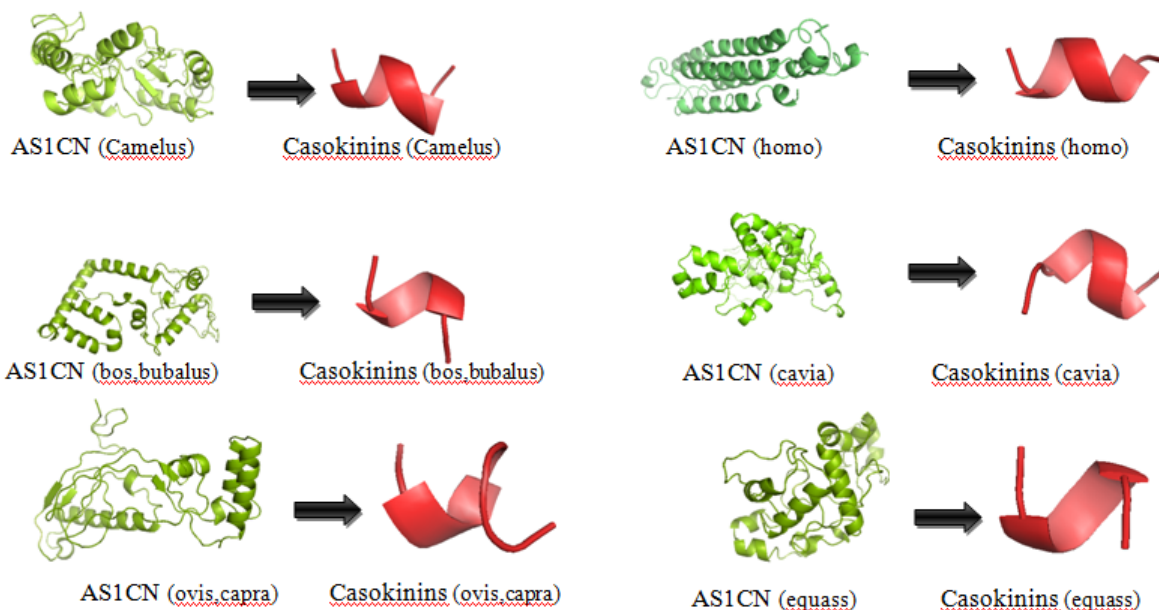 AS1CN (Camelus) Casokinins (Camelus) AS1CN (homo) Casokinins (homo)
AS1CN (bos,bubalus) Casokinins (bos,bubalus) AS1CN (cavia) Casokinins (cavia)
AS1CN (ovis,capra) Casokinins (ovis,capra) AS1CN (equass) Casokinins (equass)